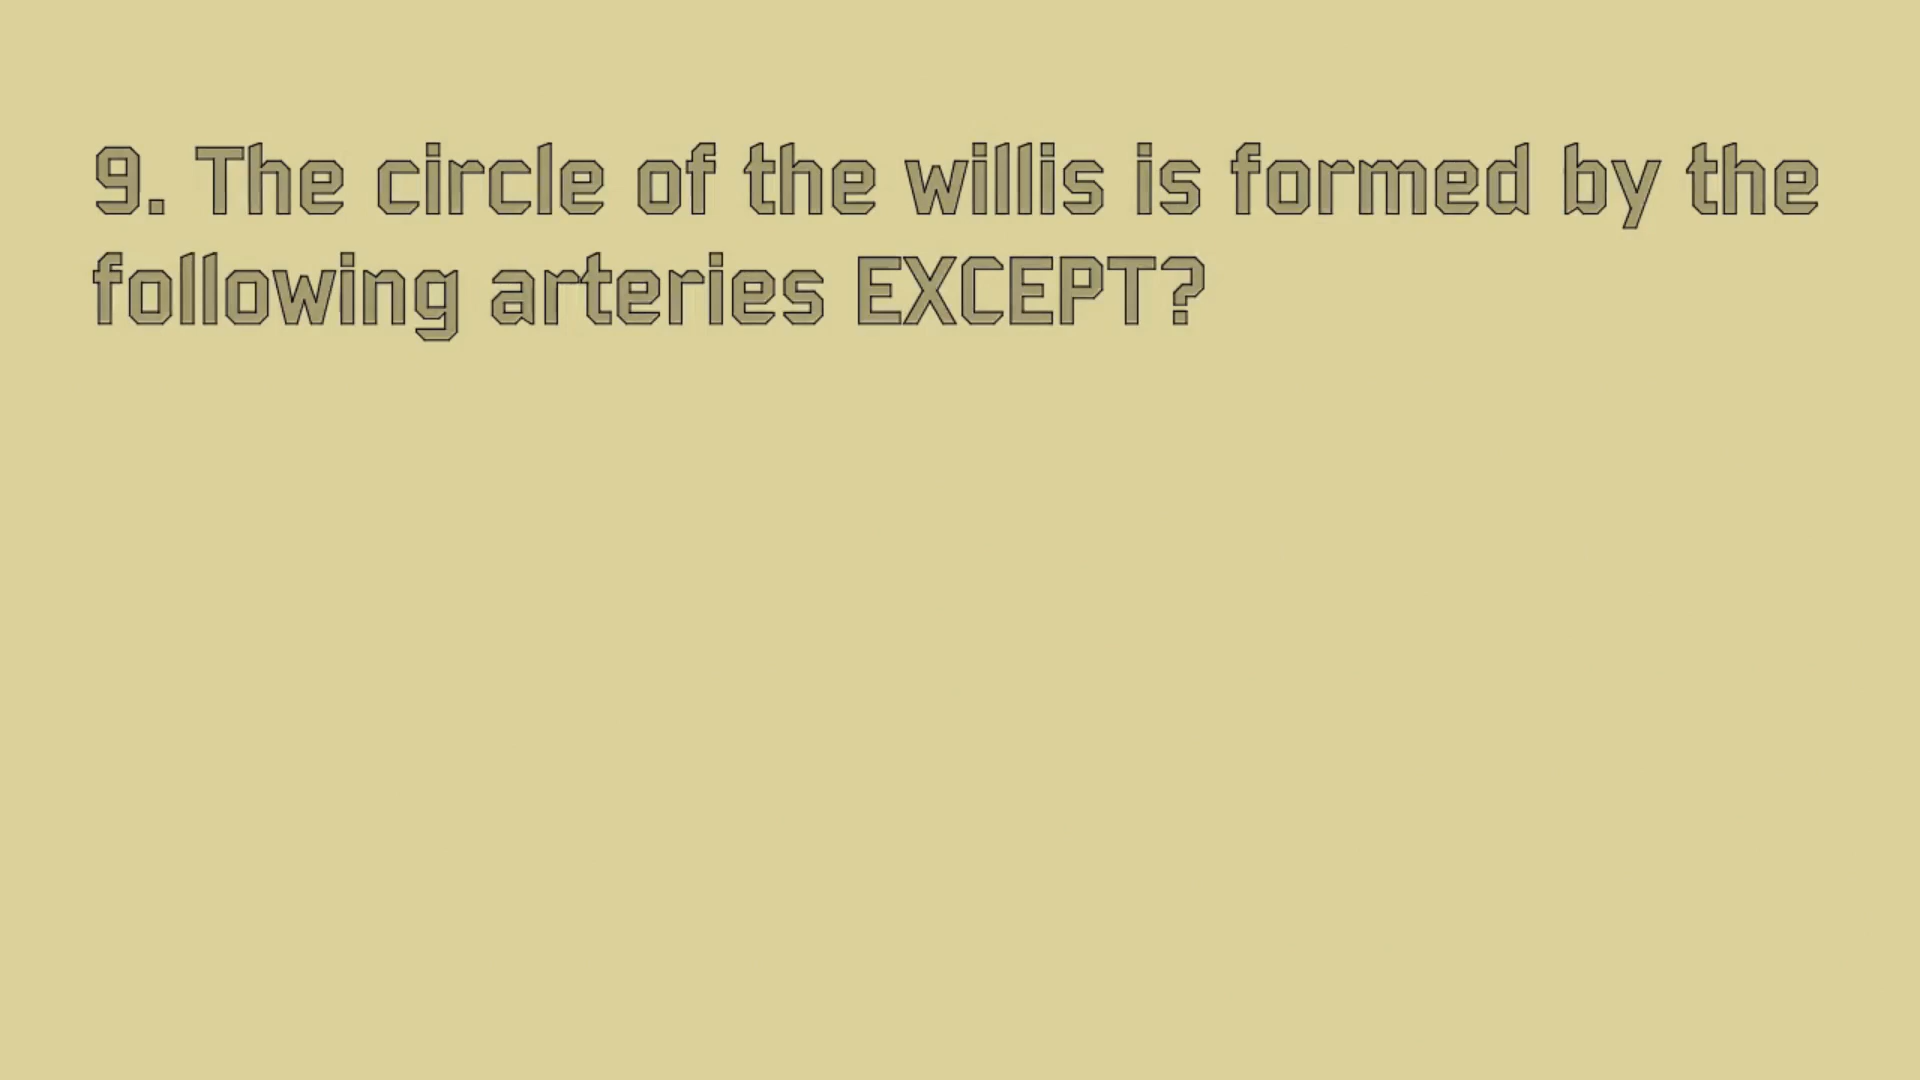 9. The circle of the willis is formed by the
following arteries EXCEPT?